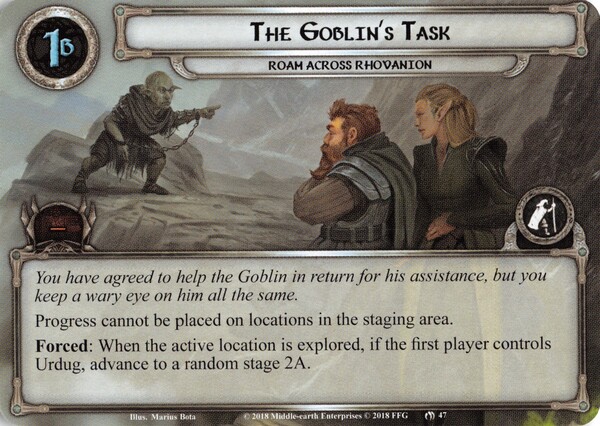 1B
THE GOBLIN'S TASK
ROAM ACROSS RHOVANION
You have agreed to help the Goblin in return for his assistance, but you
keep a wary eye on him all the same.
Progress cannot be placed on locations in the staging area.
Forced: When the active location is explored, if the first player controls
Urdug, advance to a random stage 2A.
Illus. Marius Bota
© 2018 Middle-earth Enterprises © 2018 FFG
47